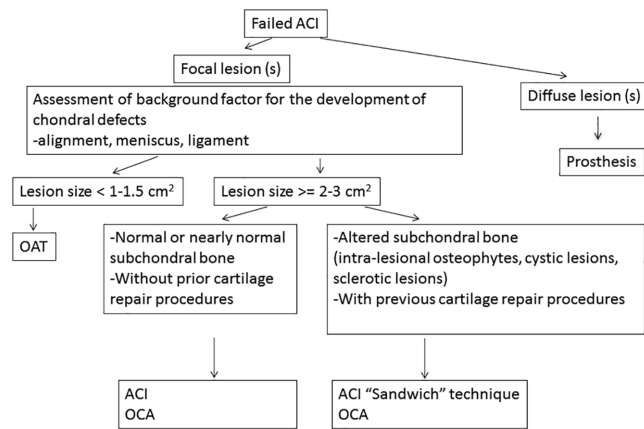 Failed ACI
Focal lesion (s)
Assessment of background factor for the development of
chondral defects
-alignment, meniscus, ligament
Diffuse lesion (s)
Prosthesis
Lesion size < 1-1.5 cm²
Lesion size >= 2-3 cm²
OAT
-Normal or nearly normal
subchondral bone
-Without prior cartilage
repair procedures
-Altered subchondral bone
(intra-lesional osteophytes, cystic lesions,
sclerotic lesions)
-With previous cartilage repair procedures
ACI
OCA
ACI “Sandwich” technique
OCA